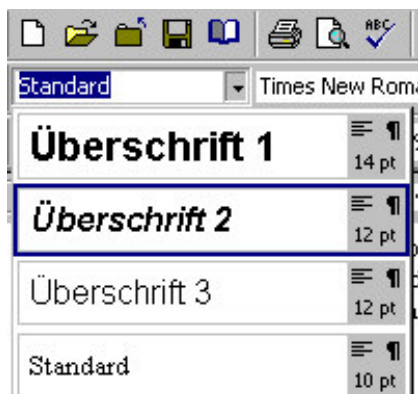 ABC
Standard Times New Roma
Überschrift 1
14 pt
Überschrift 2
12 pt
Überschrift 3
12 pt
Standard
10 pt